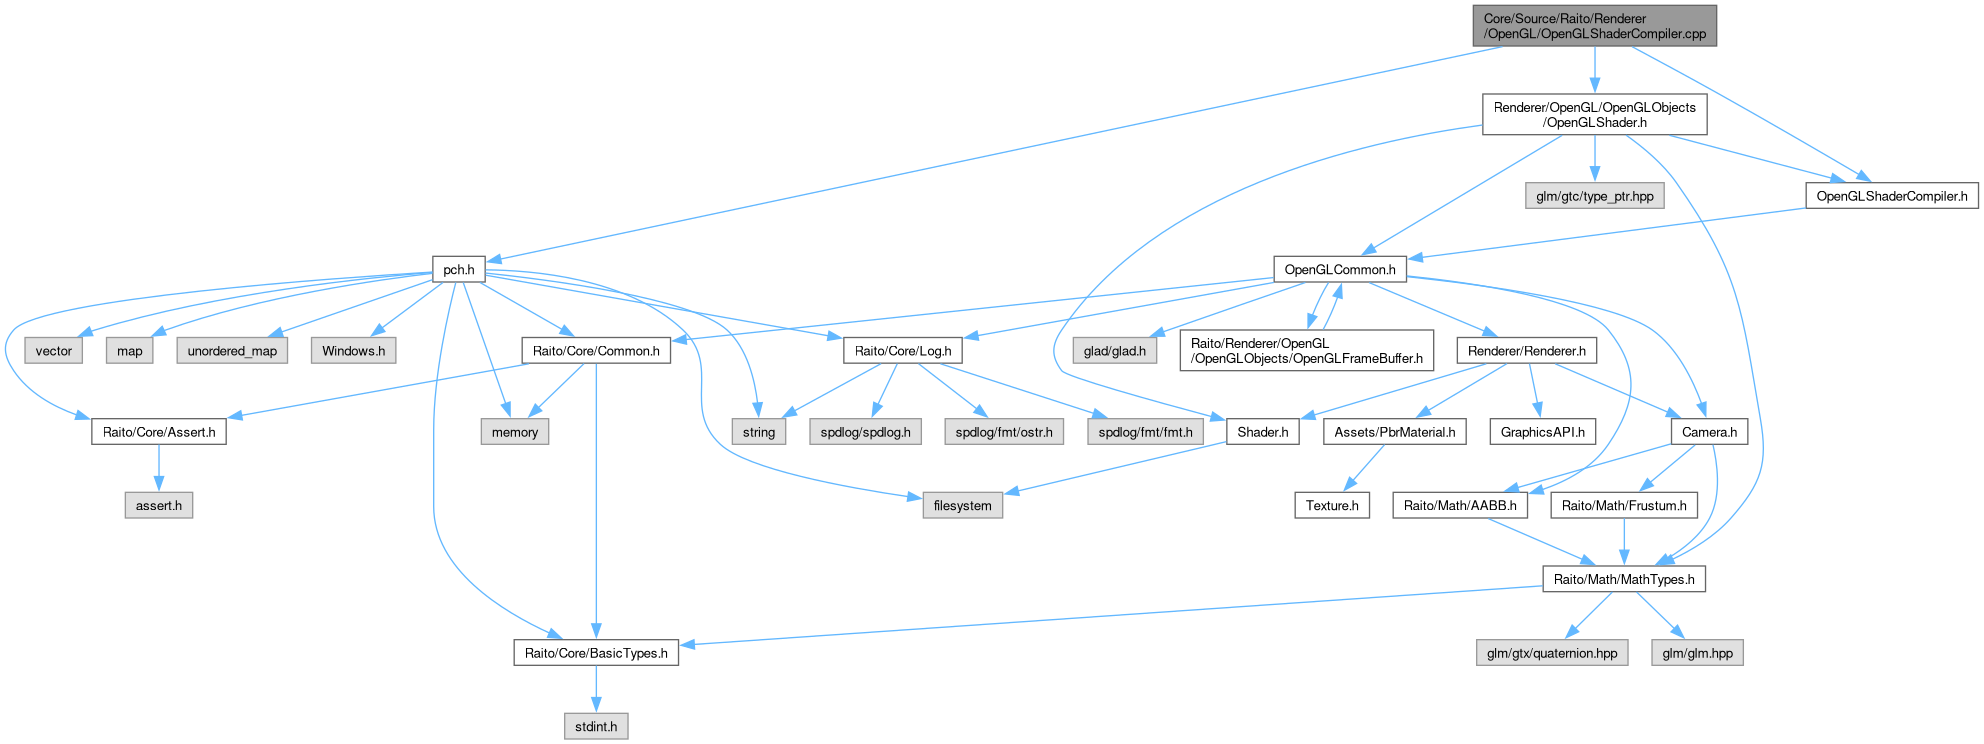 Core/Source/Raito/Renderer
/OpenGL/OpenGLShaderCompiler.cpp
Renderer/OpenGL/OpenGLObjects
/OpenGLShader.h
glm/gtc/type_ptr.hpp
OpenGLShaderCompiler.h
pch.h
OpenGLCommon.h
vector
map
unordered_map
Windows.h
Raito/Core/Common.h
Raito/Core/Log.h
glad/glad.h
Raito/Renderer/OpenGL
/OpenGLObjects/OpenGLFrameBuffer.h
Renderer/Renderer.h
Raito/Core/Assert.h
memory
string
spdlog/spdlog.h
spdlog/fmt/ostr.h
spdlog/fmt/fmt.h
Shader.h
Assets/PbrMaterial.h
GraphicsAPI.h
Camera.h
assert.h
filesystem
Texture.h
Raito/Math/AABB.h
Raito/Math/Frustum.h
Raito/Math/MathTypes.h
Raito/Core/BasicTypes.h
glm/gtx/quaternion.hpp
glm/glm.hpp
stdint.h